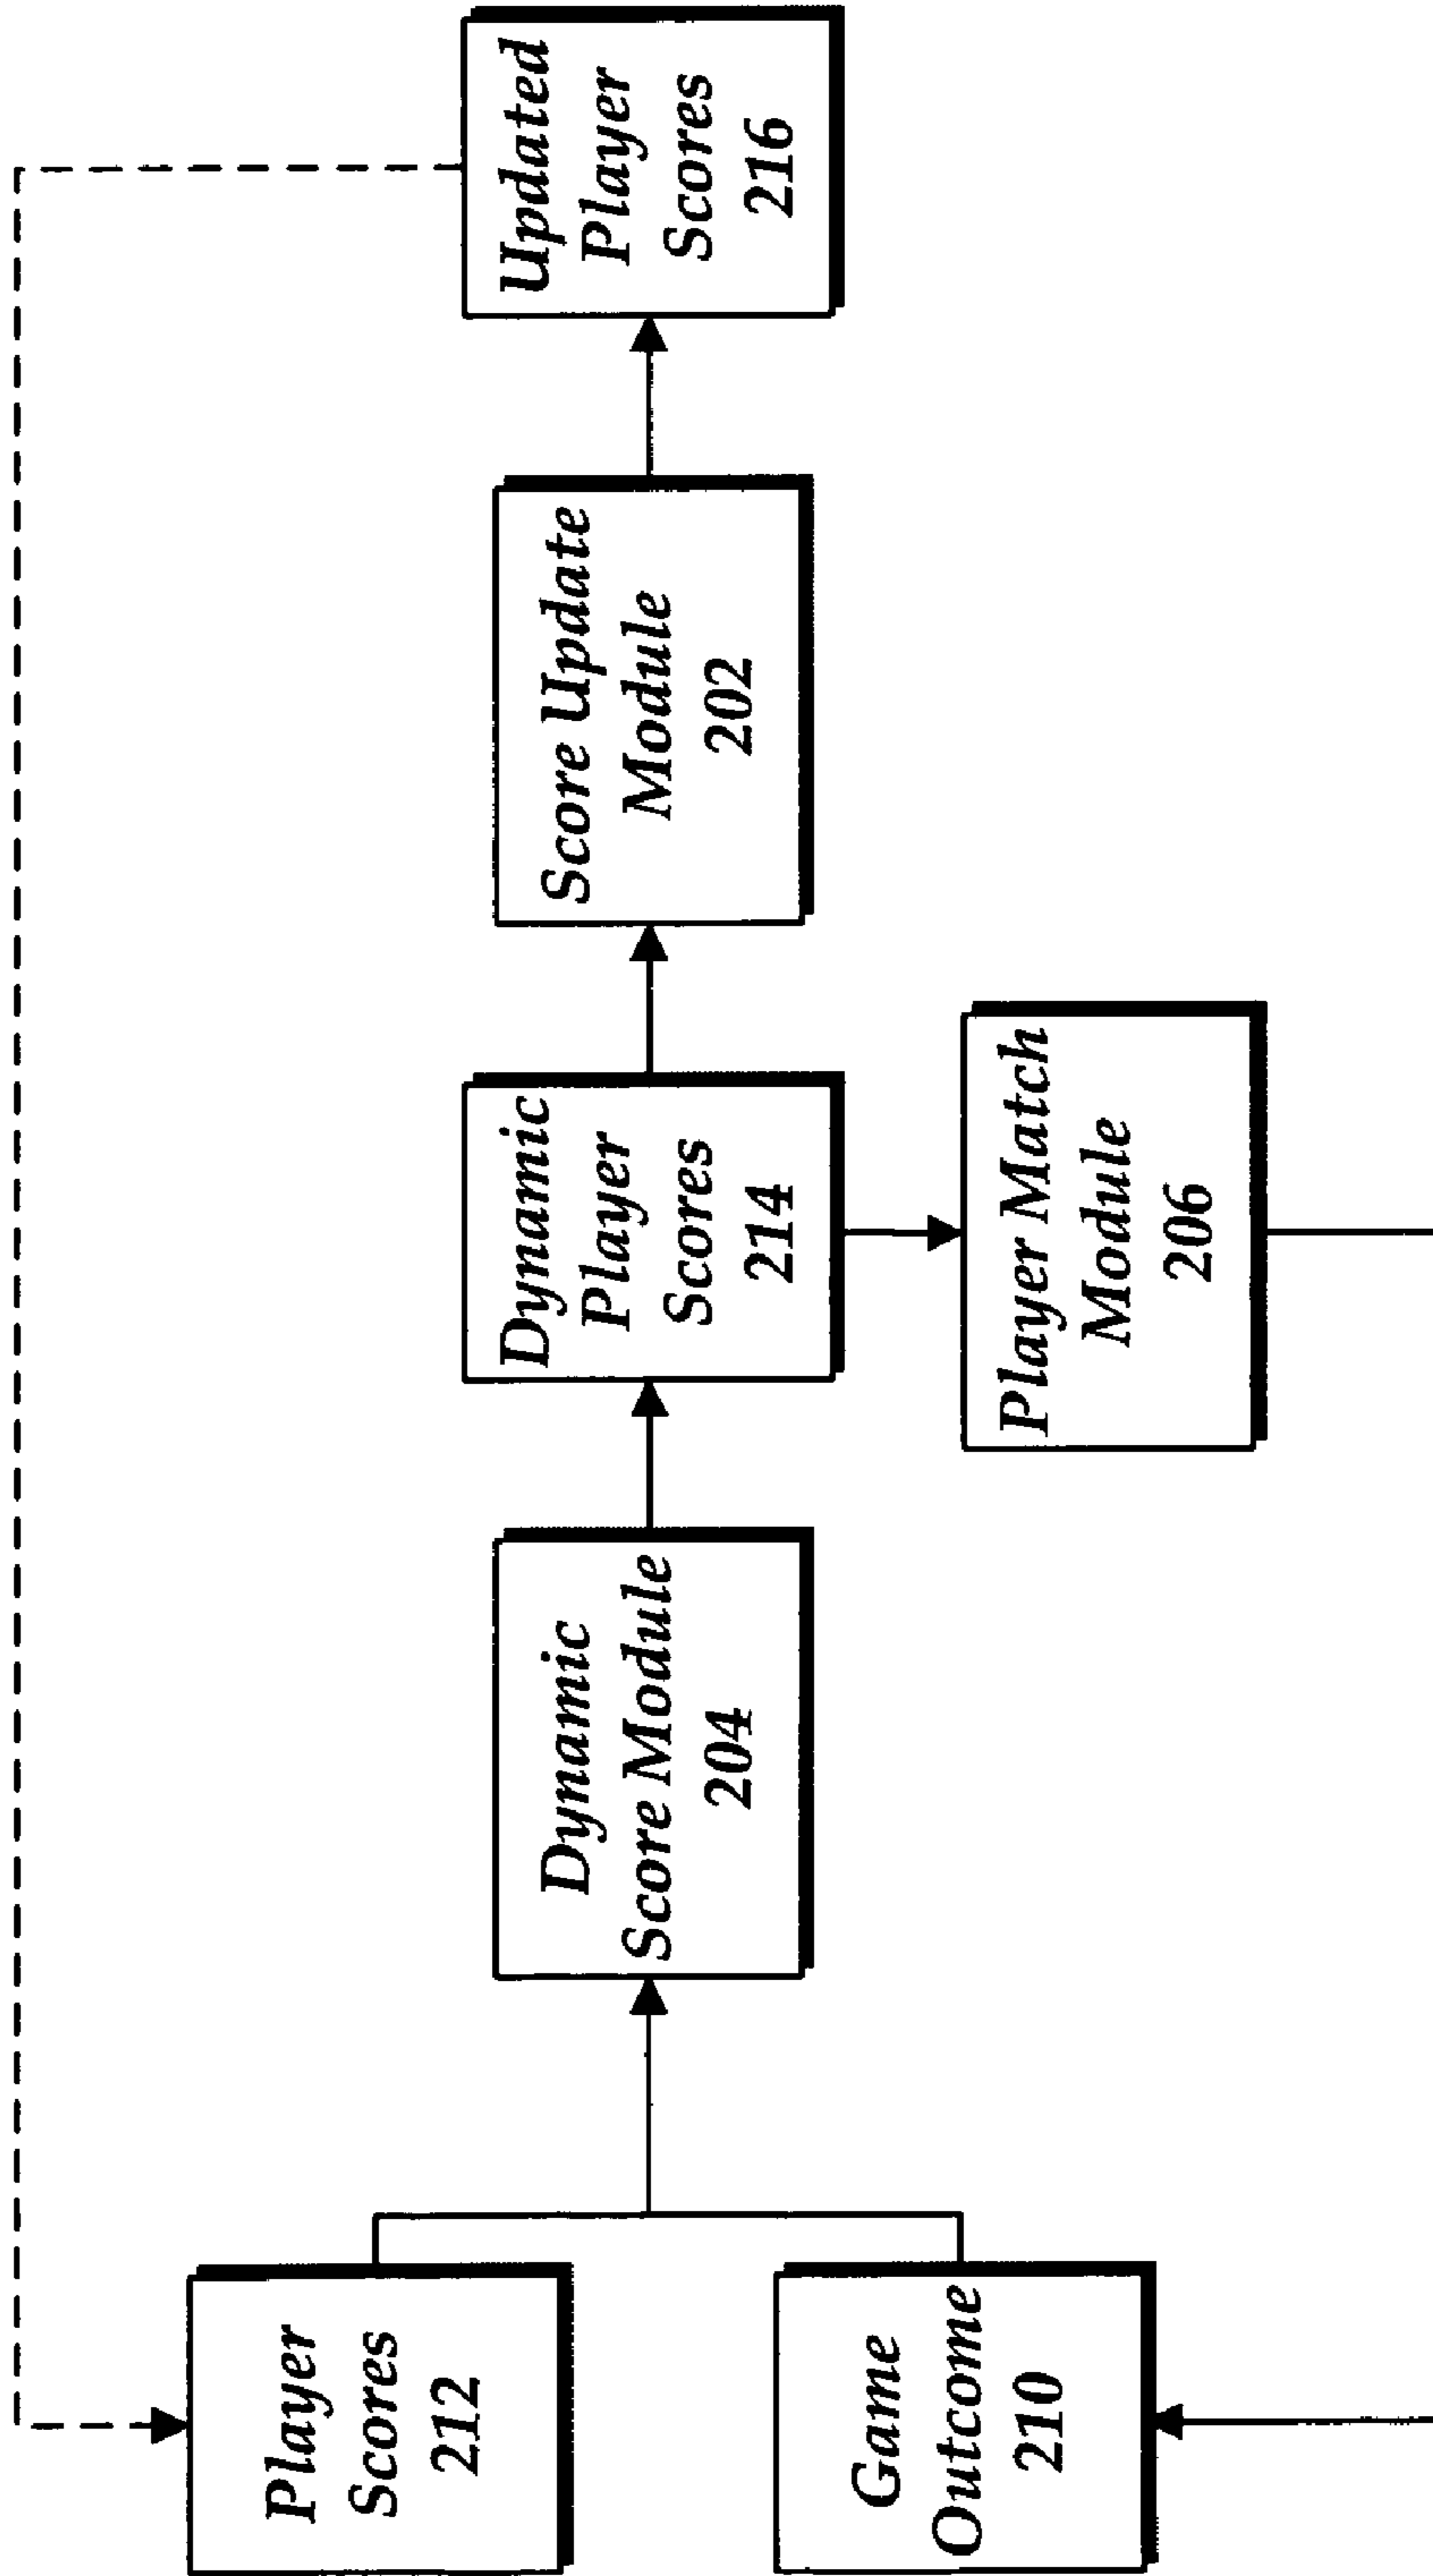 Player
Scores
212
Game
Outcome
210
Dynamic
Score Module
204
Dynamic
Player
Scores
214
Player Match
Module
206
Score Update
Module
202
Updated
Player
Scores
216